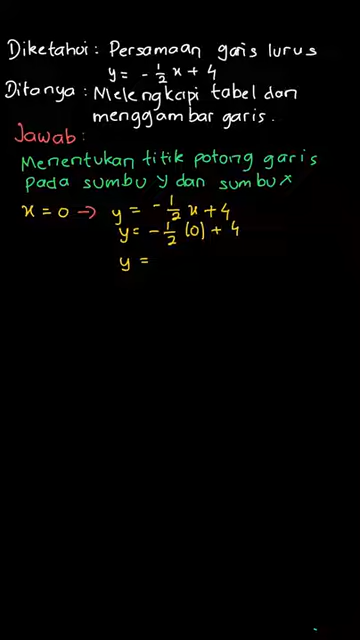 Diketahui : Persamaan garis lurus
y = - 1/2 x + 4
Ditanya : Melengkapi tabel dan
menggambar garis.
Jawab :
Menentukan titik potong garis
pada sumbu y dan sumbu x
x = 0 → y = - 1/2 x + 4
y = - 1/2 (0) + 4
y =